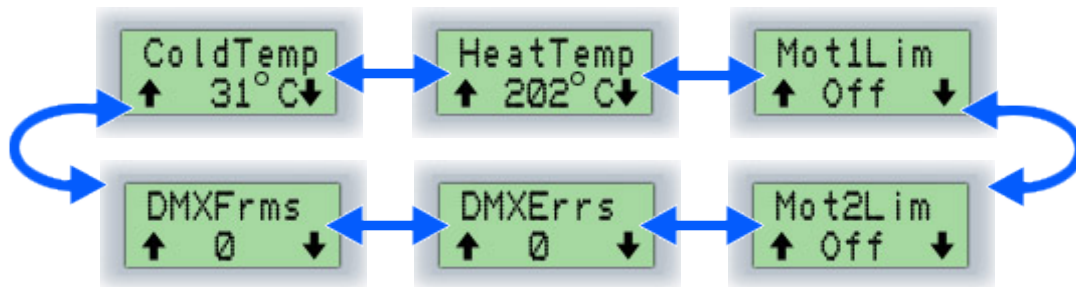 ColdTemp
31°C
HeatTemp
202°C
Mot1Lim
Off
DMXFrms
0
DMXErrs
0
Mot2Lim
Off